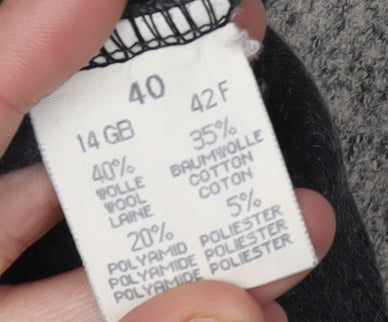 40
14 GB 42 F
40% 35%
WOLLE BAUMWOLLE
WOOL COTTON
LAINE COTON
20% 5%
POLYAMID POLIESTER
POLYAMIDE POLIESTER
POLYAMIDE POLIESTER